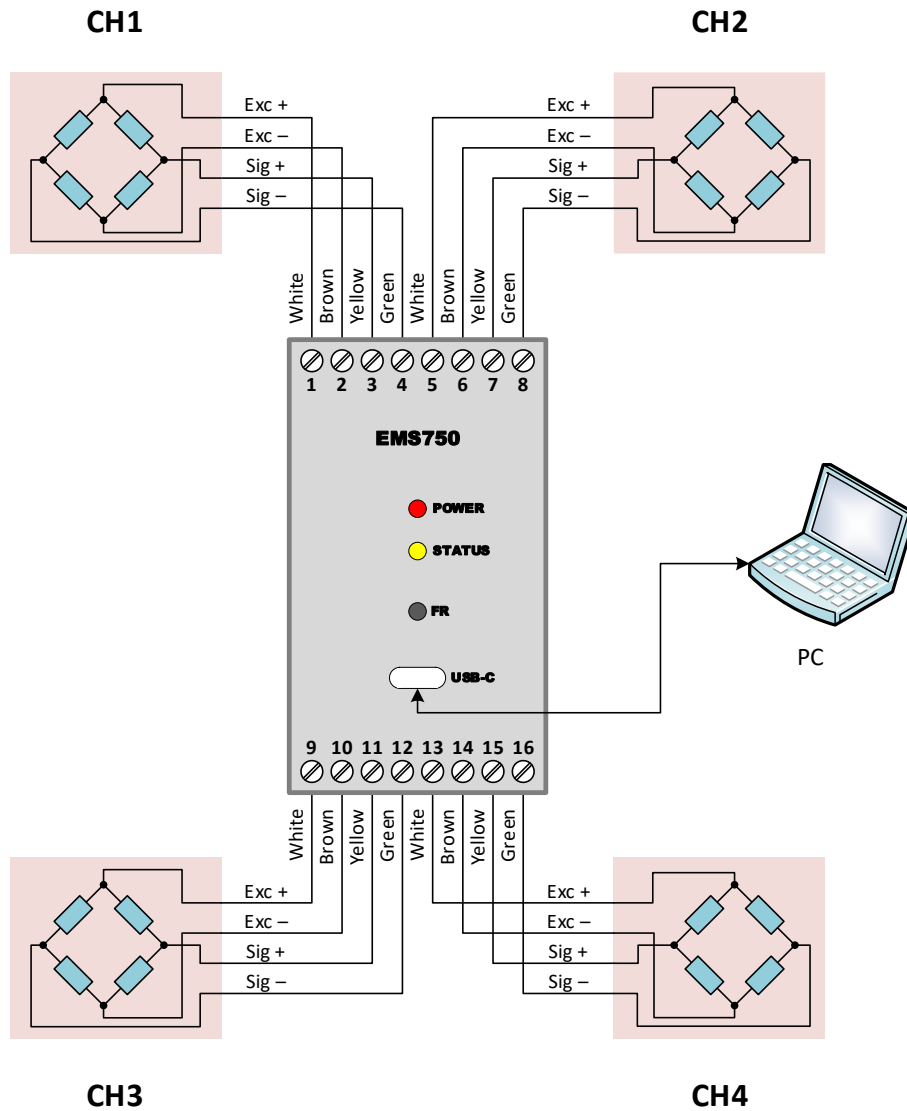 CH1
CH2
Exc +
Exc –
Sig +
Sig –
Exc +
Exc –
Sig +
Sig –
White
Brown
Yellow
Green
White
Brown
Yellow
Green
1 2 3 4 5 6 7 8
EMS750
POWER
STATUS
FR
USB-C
PC
9 10 11 12 13 14 15 16
White
Brown
Yellow
Green
White
Brown
Yellow
Green
Exc +
Exc –
Sig +
Sig –
Exc +
Exc –
Sig +
Sig –
CH3
CH4